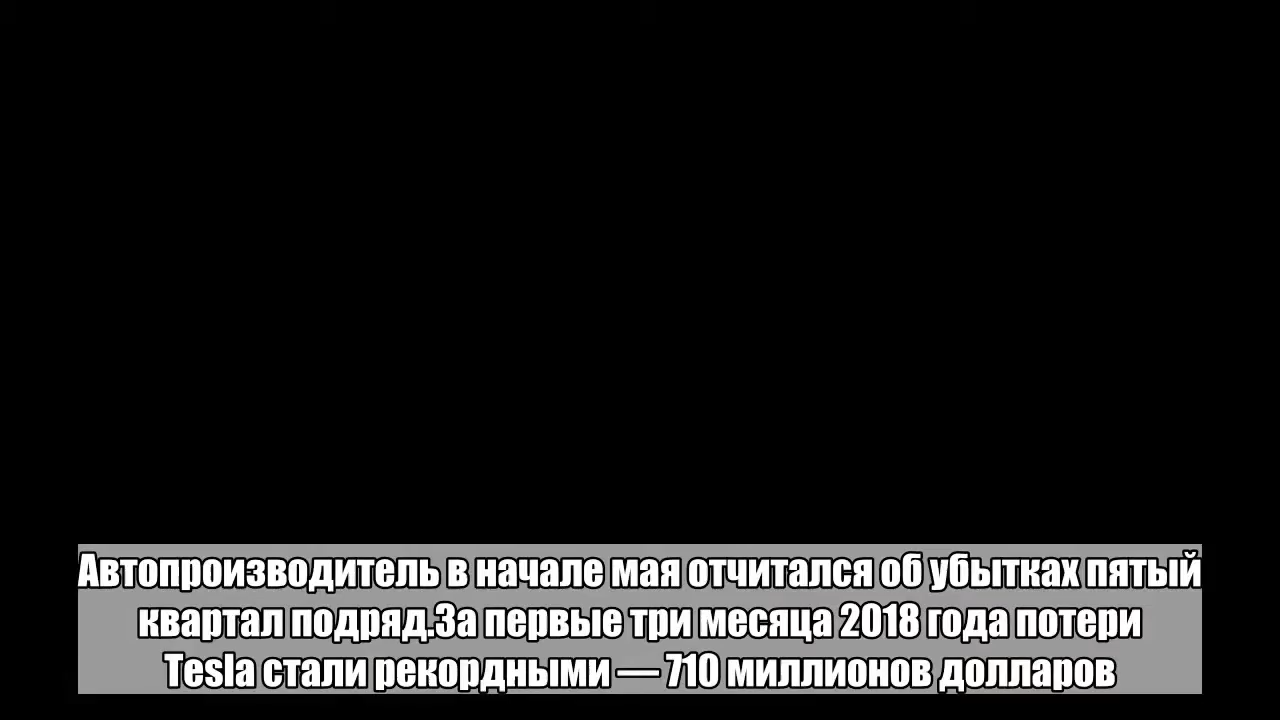 Автопроизводитель в начале мая отчитался об убытках пятый
квартал подряд.За первые три месяца 2018 года потери
Tesla стали рекордными — 710 миллионов долларов